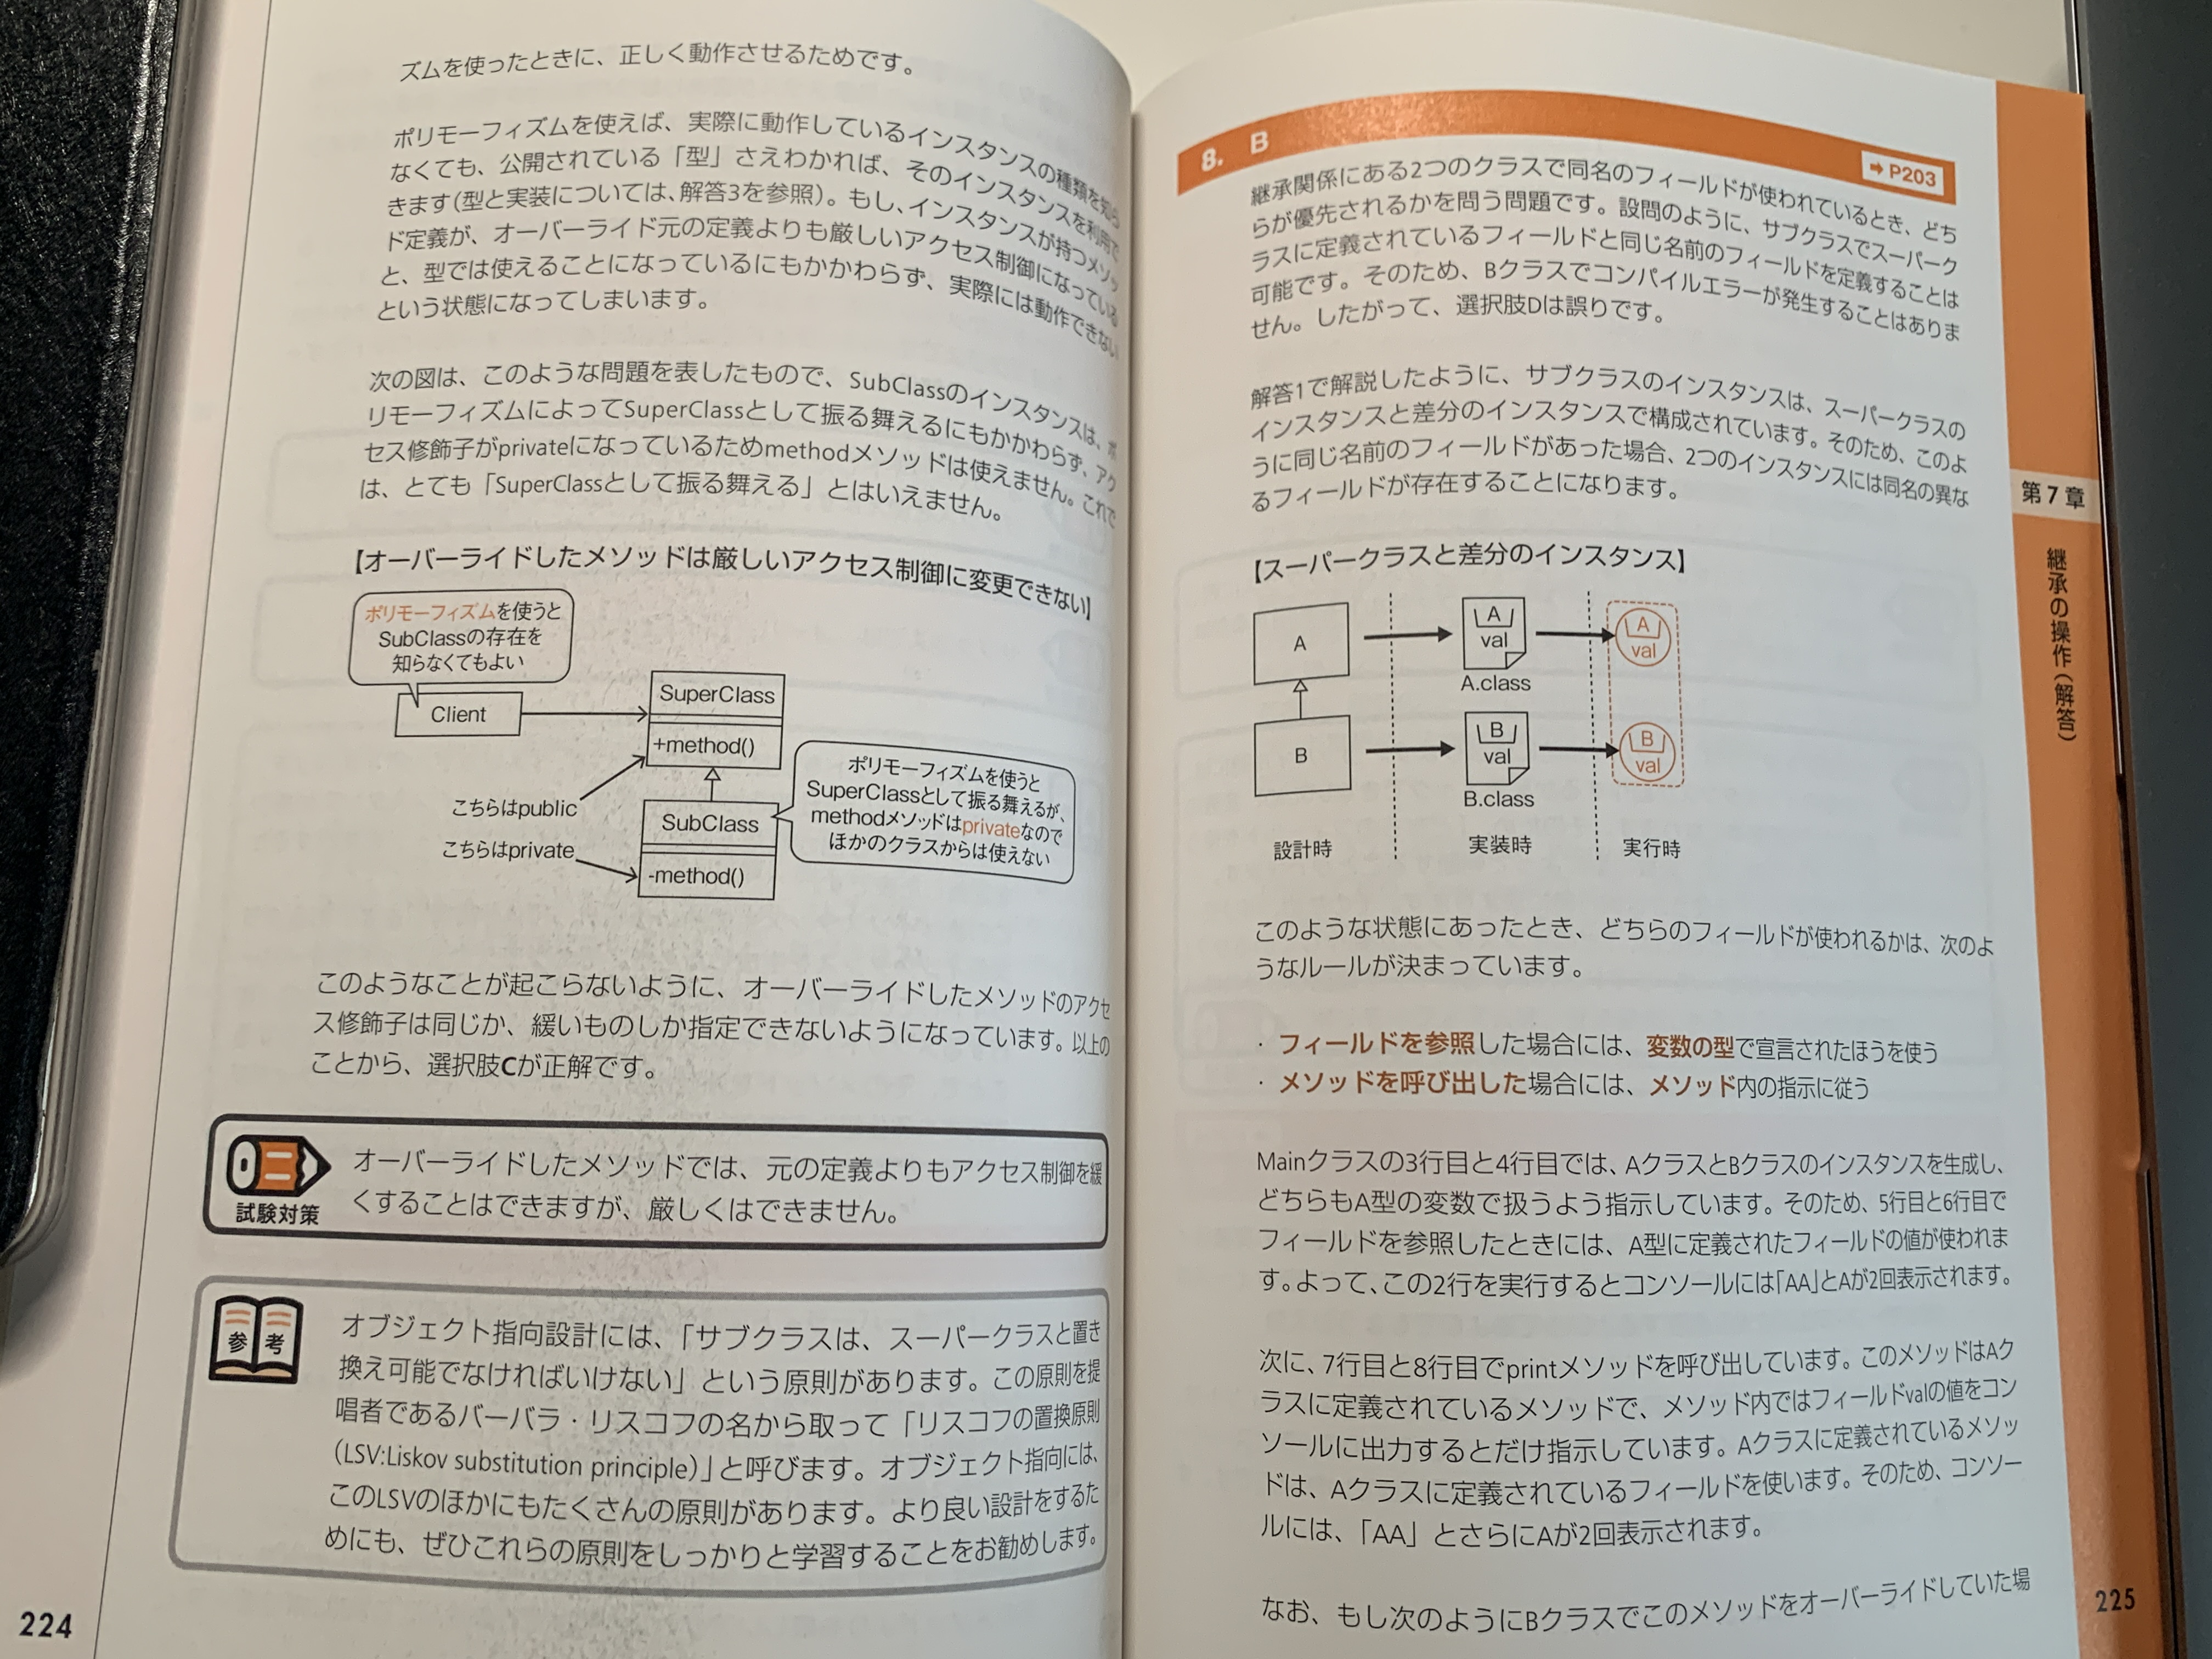 ズムを使ったときに、正しく動作させるためです。
ポリモーフィズムを使えば、実際に動作しているインスタンスの種類を知ら
なくても、公開されている「型」さえわかれば、そのインスタンスを利用で
きます(型と実装については、解答3を参照)。もし、インスタンスが持つメソッ
ド定義が、オーバーライド元の定義よりも厳しいアクセス制御になっている
と、型では使えることになっているにもかかわらず、実際には動作できない
という状態になってしまいます。
次の図は、このような問題を表したもので、SubClassのインスタンスは、ポ
リモーフィズムによってSuperClassとして振る舞えるにもかかわらず、アク
セス修飾子がprivateになっているためmethodメソッドは使えません。これで
は、とても「SuperClassとして振る舞える」とはいえません。
【オーバーライドしたメソッドは厳しいアクセス制御に変更できない】
ポリモーフィズムを使うと
SubClassの存在を
知らなくてもよい
Client
SuperClass
+method()
こちらはpublic
こちらはprivate
SubClass
-method()
ポリモーフィズムを使うと
SuperClassとして振る舞えるが、
methodメソッドはprivateなので
ほかのクラスからは使えない
このようなことが起こらないように、オーバーライドしたメソッドのアクセ
ス修飾子は同じか、緩いものしか指定できないようになっています。以上の
ことから、選択肢Cが正解です。
試験対策
オーバーライドしたメソッドでは、元の定義よりもアクセス制御を緩
くすることはできますが、厳しくはできません。
参考
オブジェクト指向設計には、「サブクラスは、スーパークラスと置き
換え可能でなければいけない」という原則があります。この原則を提
唱者であるバーバラ・リスコフの名から取って「リスコフの置換原則
(LSV:Liskov substitution principle)」と呼びます。オブジェクト指向には、
このLSVのほかにもたくさんの原則があります。より良い設計をするた
めにも、ぜひこれらの原則をしっかりと学習することをお勧めします。
224
8. B
➡P203
継承関係にある2つのクラスで同名のフィールドが使われているとき、どち
らが優先されるかを問う問題です。設問のように、サブクラスでスーパーク
ラスに定義されているフィールドと同じ名前のフィールドを定義することは
可能です。そのため、Bクラスでコンパイルエラーが発生することはありま
せん。したがって、選択肢Dは誤りです。
解答1で解説したように、サブクラスのインスタンスは、スーパークラスの
インスタンスと差分のインスタンスで構成されています。そのため、このよ
うに同じ名前のフィールドがあった場合、2つのインスタンスには同名の異な
るフィールドが存在することになります。
【スーパークラスと差分のインスタンス】
A
A
val
A.class
A
val
B
B
val
B.class
B
val
設計時
実装時
実行時
このような状態にあったとき、どちらのフィールドが使われるかは、次のよ
うなルールが決まっています。
・フィールドを参照した場合には、変数の型で宣言されたほうを使う
・メソッドを呼び出した場合には、メソッド内の指示に従う
Mainクラスの3行目と4行目では、AクラスとBクラスのインスタンスを生成し、
どちらもA型の変数で扱うよう指示しています。そのため、5行目と6行目で
フィールドを参照したときには、A型に定義されたフィールドの値が使われま
す。よって、この2行を実行するとコンソールには「AA」とAが2回表示されます。
次に、7行目と8行目でprintメソッドを呼び出しています。このメソッドはAク
ラスに定義されているメソッドで、メソッド内ではフィールドvalの値をコン
ソールに出力するとだけ指示しています。Aクラスに定義されているメソッ
ドは、Aクラスに定義されているフィールドを使います。そのため、コンソー
ルには、「AA」とさらにAが2回表示されます。
なお、もし次のようにBクラスでこのメソッドをオーバーライドしていた場
第7章
継承の操作(解答)
225